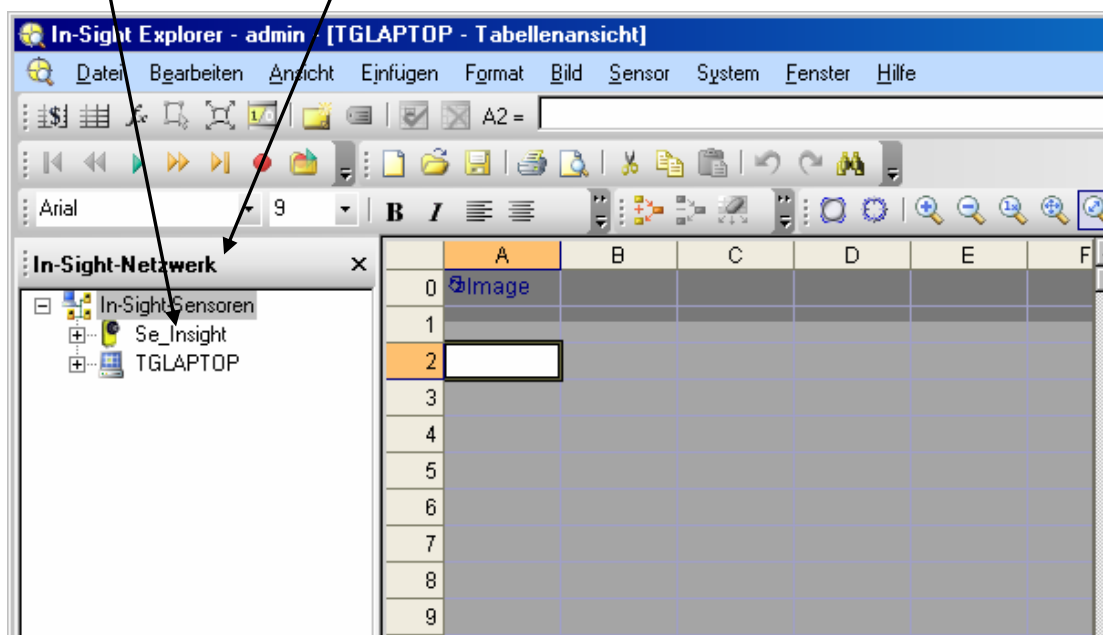 In-Sight Explorer - admin - [TGLAPTOP - Tabellenansicht]
Datei Bearbeiten Ansicht Einfügen Format Bild Sensor System Fenster Hilfe
A2 =
Arial 9 B I
In-Sight-Netzwerk
A B C D E F
In-Sight-Sensoren
Se_Insight
TGLAPTOP
0 Image
1
2
3
4
5
6
7
8
9